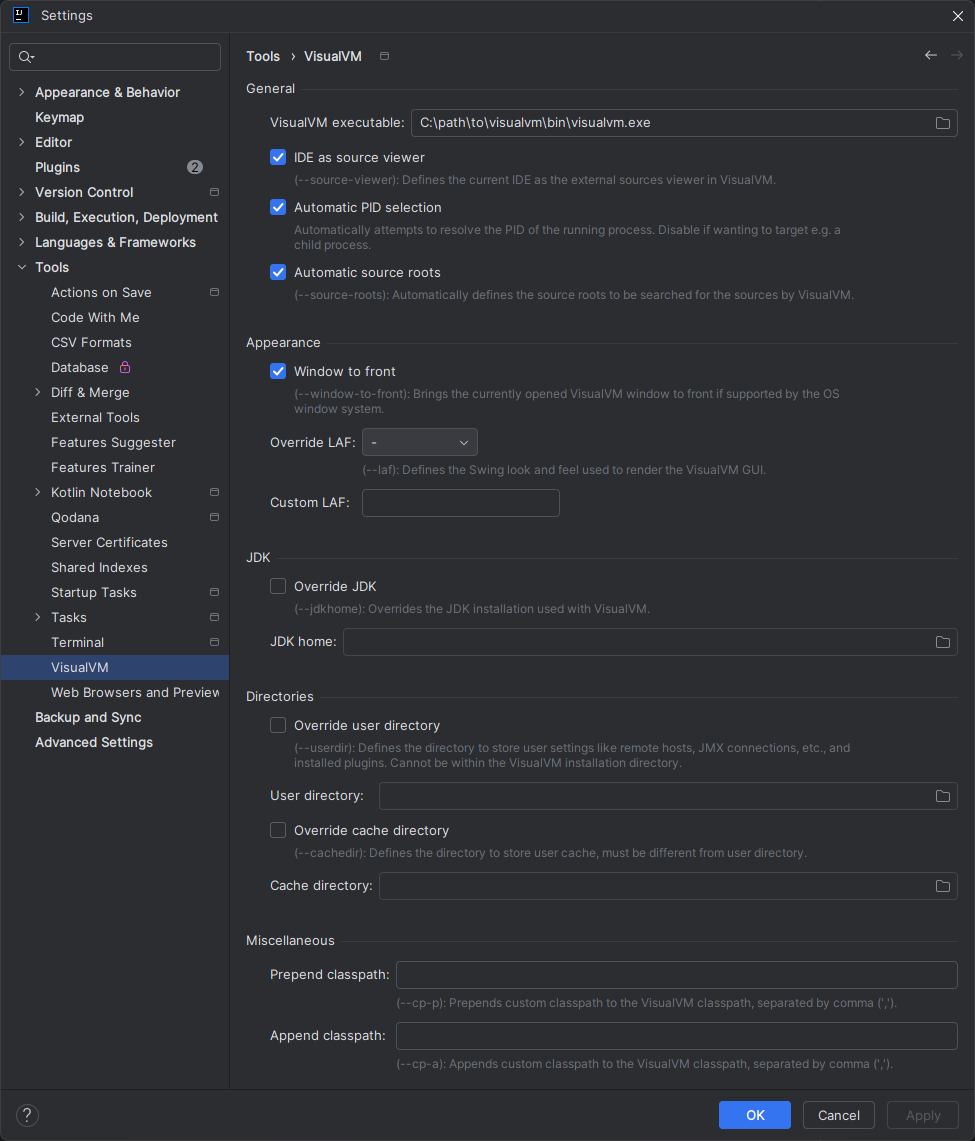 IJ
Settings
Appearance & Behavior
Keymap
Editor
Plugins 2
Version Control
Build, Execution, Deployment
Languages & Frameworks
Tools
Actions on Save
Code With Me
CSV Formats
Database
Diff & Merge
External Tools
Features Suggester
Features Trainer
Kotlin Notebook
Qodana
Server Certificates
Shared Indexes
Startup Tasks
Tasks
Terminal
VisualVM
Web Browsers and Preview
Backup and Sync
Advanced Settings
Tools › VisualVM
General
VisualVM executable: C:\path\to\visualvm\bin\visualvm.exe
IDE as source viewer
(--source-viewer): Defines the current IDE as the external sources viewer in VisualVM.
Automatic PID selection
Automatically attempts to resolve the PID of the running process. Disable if wanting to target e.g. a
child process.
Automatic source roots
(--source-roots): Automatically defines the source roots to be searched for the sources by VisualVM.
Appearance
Window to front
(--window-to-front): Brings the currently opened VisualVM window to front if supported by the OS
window system.
Override LAF: -
(--laf): Defines the Swing look and feel used to render the VisualVM GUI.
Custom LAF:
JDK
Override JDK
(--jdkhome): Overrides the JDK installation used with VisualVM.
JDK home:
Directories
Override user directory
(--userdir): Defines the directory to store user settings like remote hosts, JMX connections, etc., and
installed plugins. Cannot be within the VisualVM installation directory.
User directory:
Override cache directory
(--cachedir): Defines the directory to store user cache, must be different from user directory.
Cache directory:
Miscellaneous
Prepend classpath:
(--cp-p): Prepends custom classpath to the VisualVM classpath, separated by comma (',').
Append classpath:
(--cp-a): Appends custom classpath to the VisualVM classpath, separated by comma (',').
?
OK
Cancel
Apply